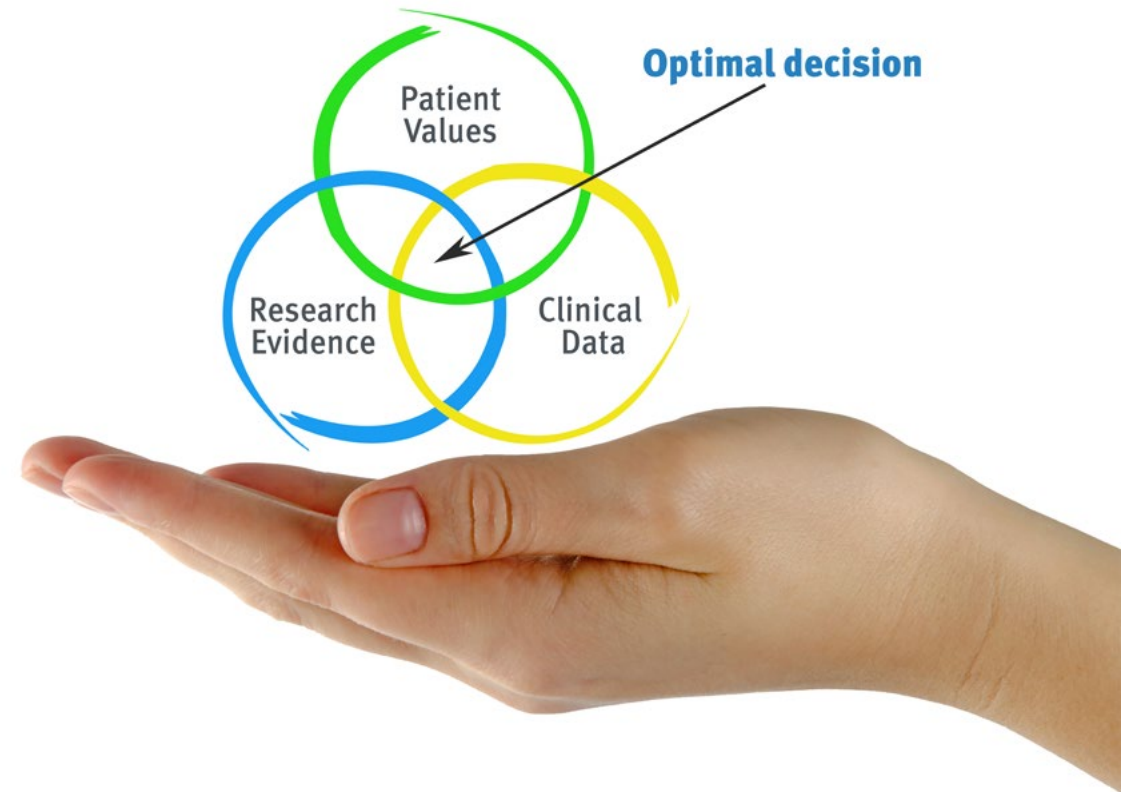 Optimal decision
Patient
Values
Research
Evidence
Clinical
Data